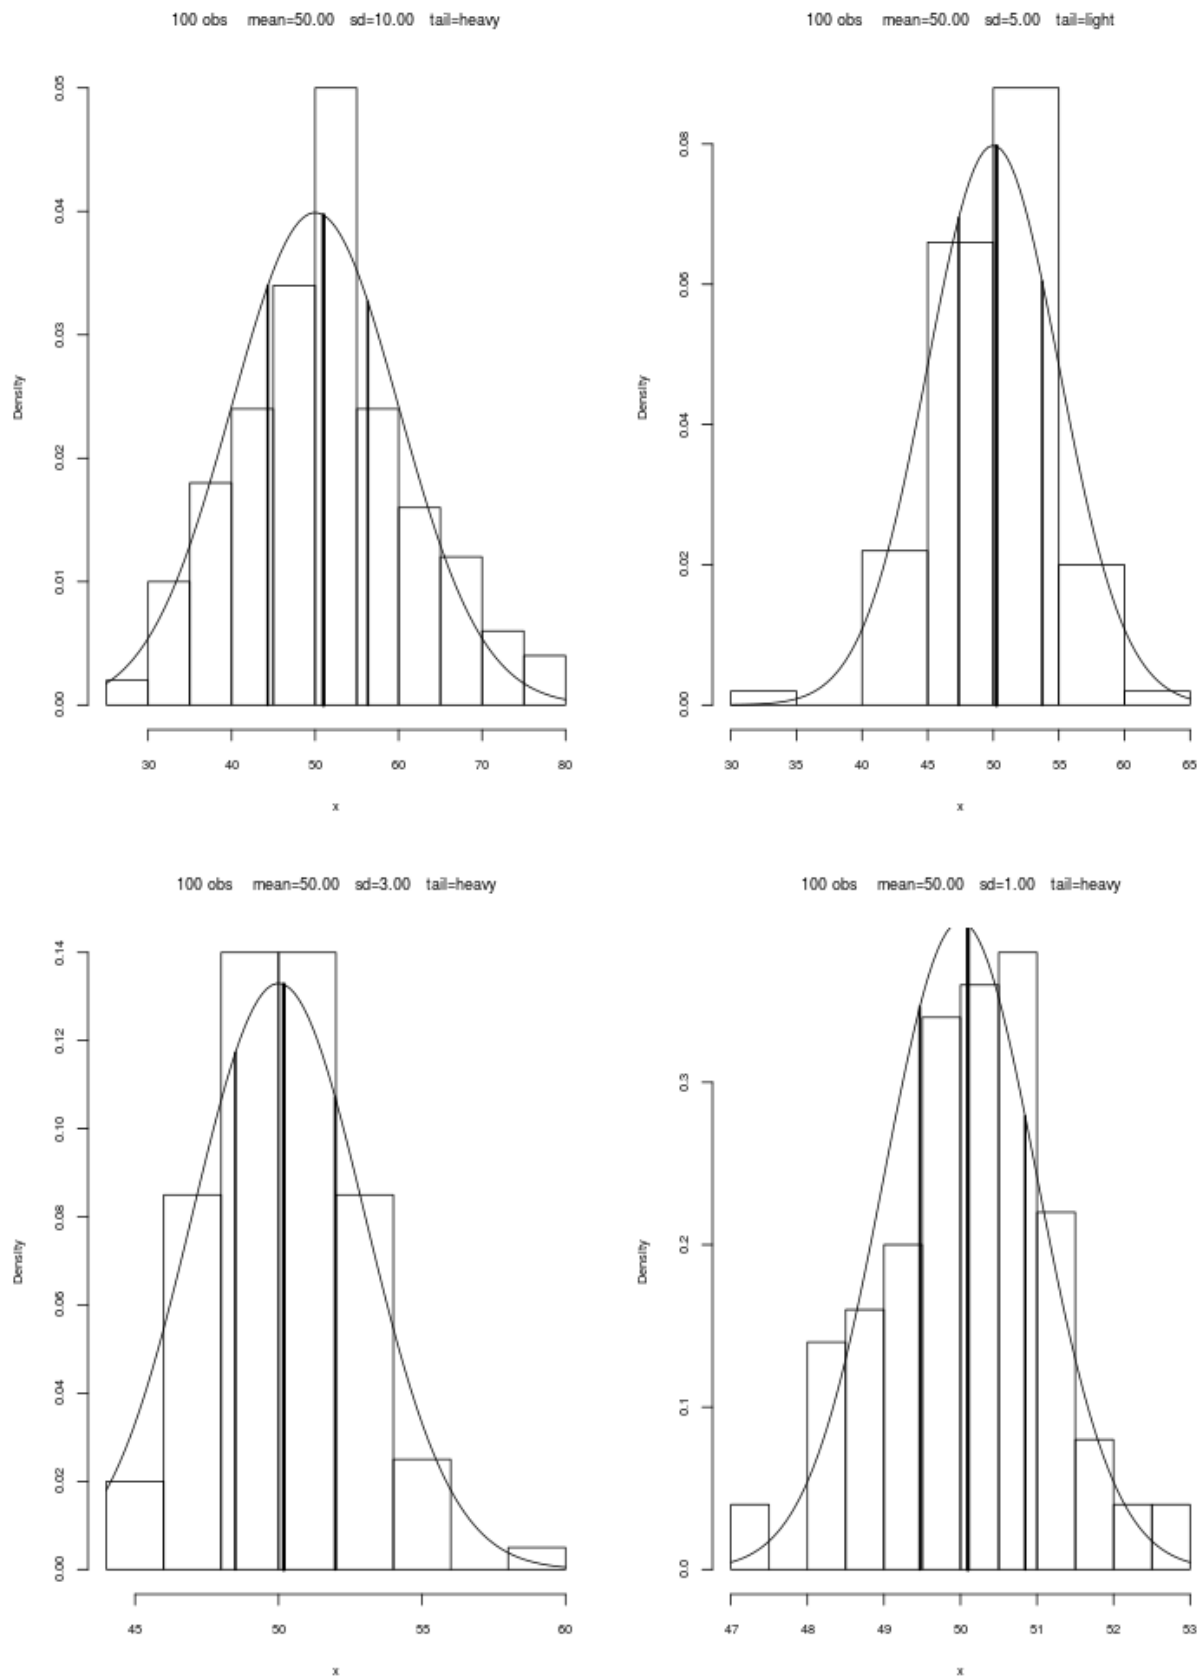 100 obs mean=50.00 sd=10.00 tail=heavy
0.00 0.01 0.02 0.03 0.04 0.05
Density
30 40 50 60 70 80
x
100 obs mean=50.00 sd=5.00 tail=light
0.00 0.02 0.04 0.06 0.08
Density
30 35 40 45 50 55 60 65
x
100 obs mean=50.00 sd=3.00 tail=heavy
0.00 0.02 0.04 0.06 0.08 0.10 0.12 0.14
Density
45 50 55 60
x
100 obs mean=50.00 sd=1.00 tail=heavy
0.0 0.1 0.2 0.3
Density
47 48 49 50 51 52 53
x